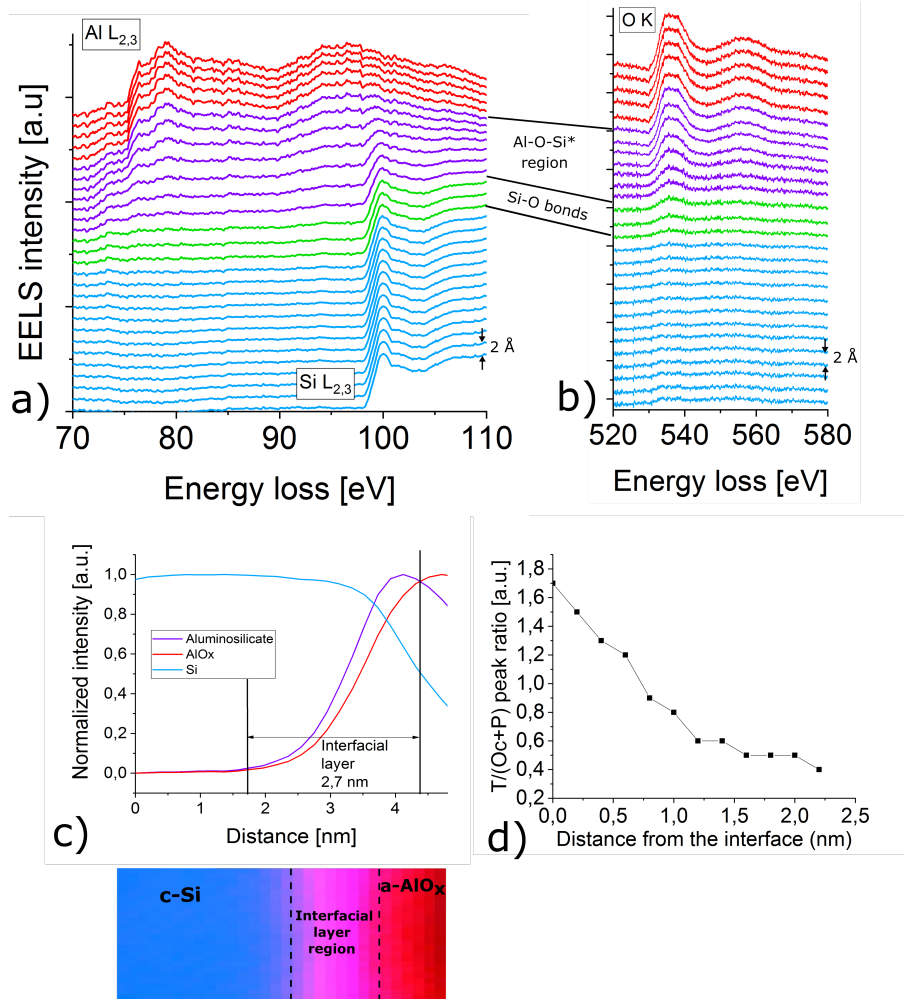 Al L2,3
EELS intensity [a.u]
Al-O-Si*
region
Si-O bonds
2 Å
Si L2,3
a)
70 80 90 100 110
Energy loss [eV]
O K
2 Å
b)
520 540 560 580
Energy loss [eV]
Normalized intensity [a.u.]
1,0
0,8
0,6
0,4
0,2
0,0
Aluminosilicate
AlOx
Si
Interfacial
layer
2,7 nm
0 1 2 3 4
Distance [nm]
c)
T/(Oc+P) peak ratio [a.u.]
1,8
1,6
1,4
1,2
1,0
0,8
0,6
0,4
0,2
0,0 0,5 1,0 1,5 2,0 2,5
Distance from the interface (nm)
d)
c-Si
Interfacial
layer
region
a-AlOx